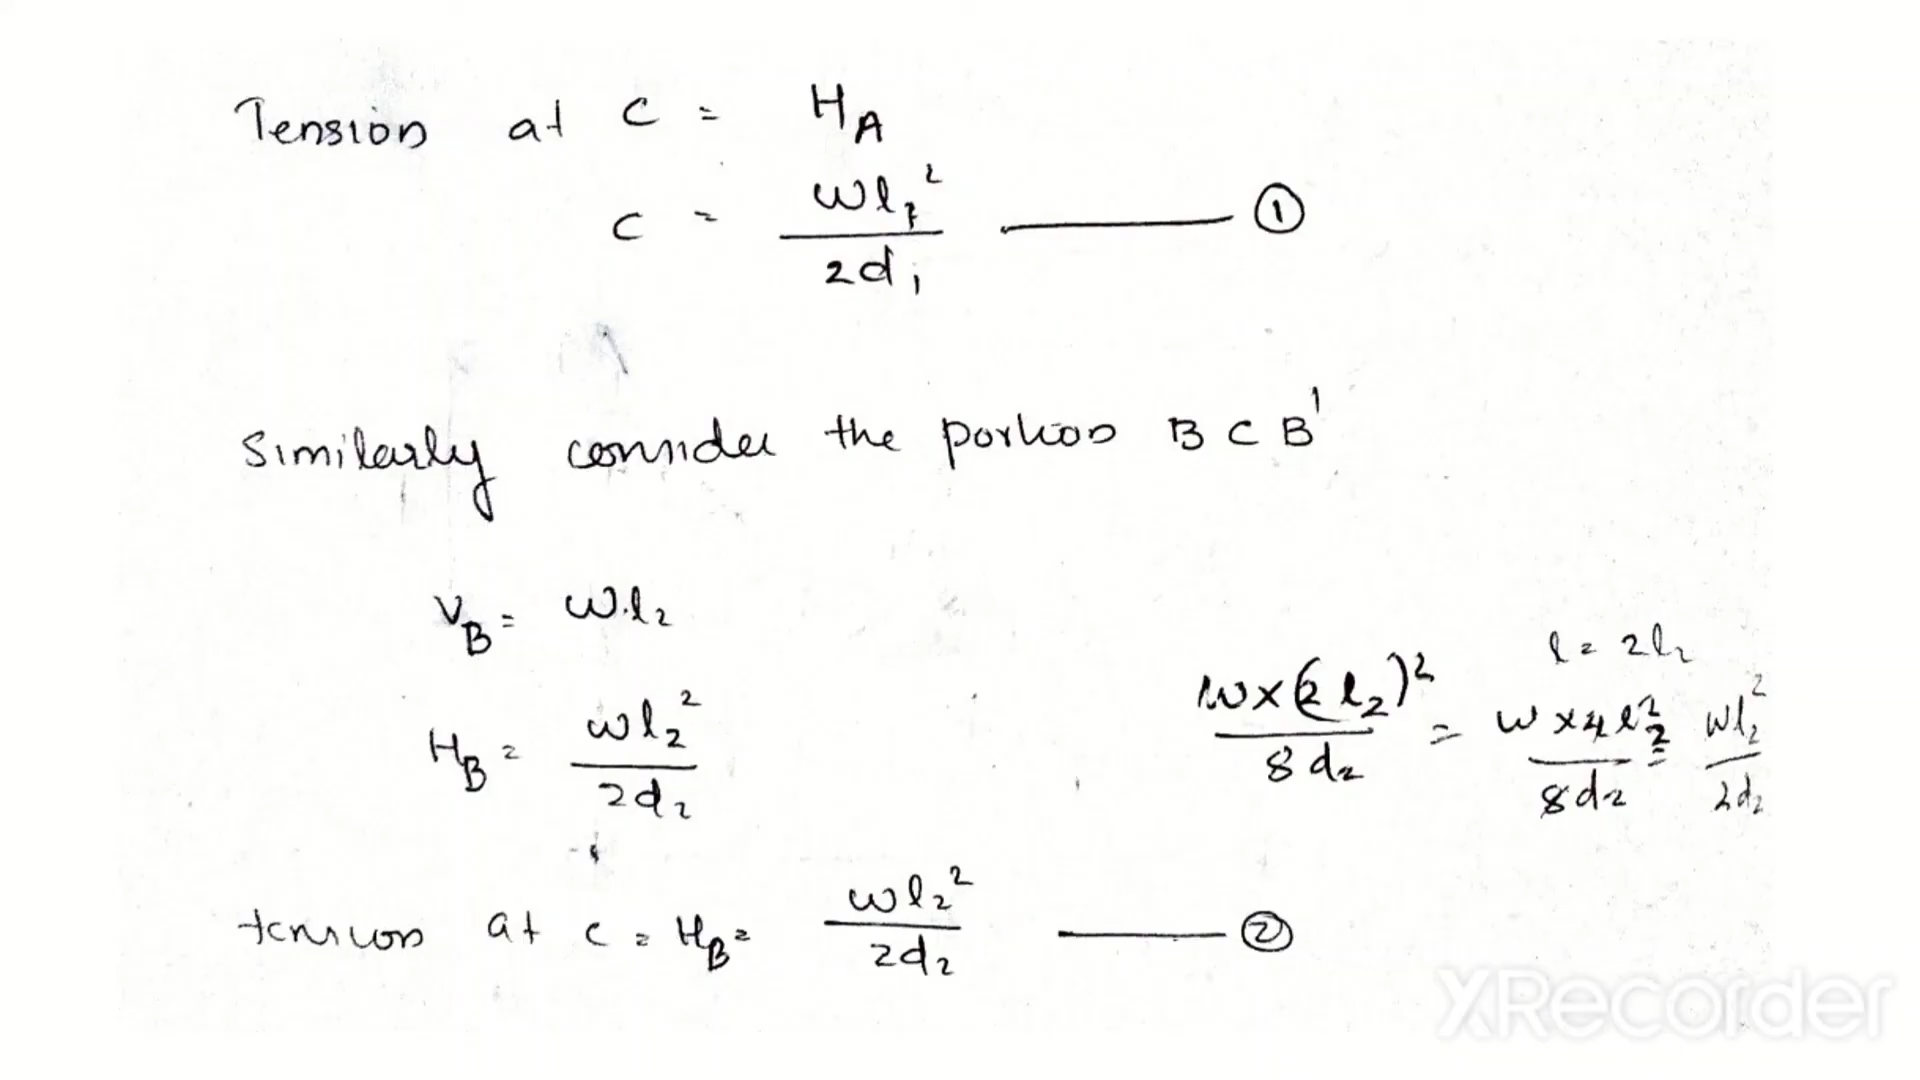 Tension at C = H_A
C = wl₁² / 2d₁ ——— ①
Similarly consider the portion B C B'
V_B = w.l₂
l = 2l₂
H_B = wl₂² / 2d₂
w×(2l₂)² / 8d₂ = w×4l₂² / 8d₂ = wl₂² / 2d₂
tension at C = H_B = wl₂² / 2d₂ ——— ②
XRecorder